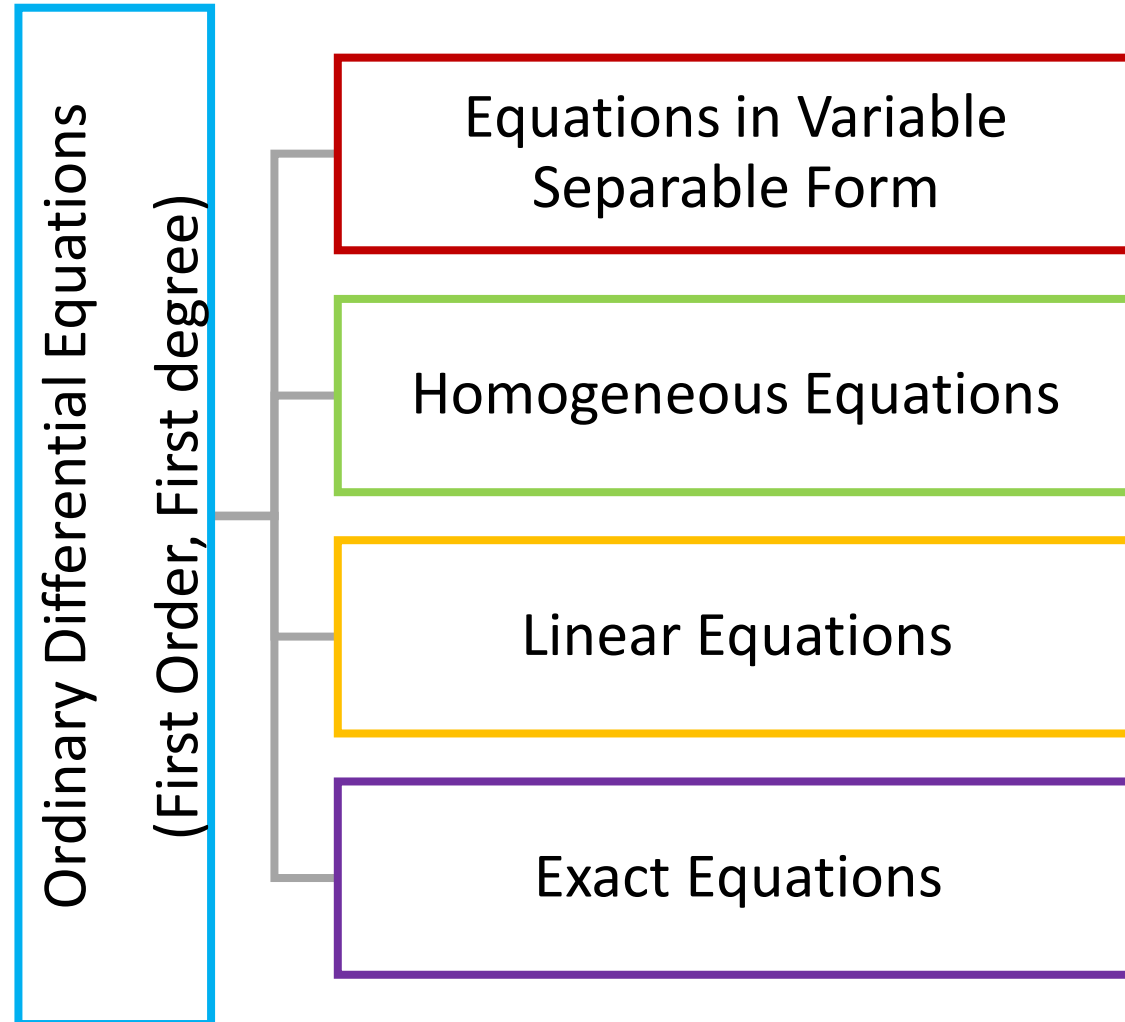 Ordinary Differential Equations
(First Order, First degree)
Equations in Variable
Separable Form
Homogeneous Equations
Linear Equations
Exact Equations